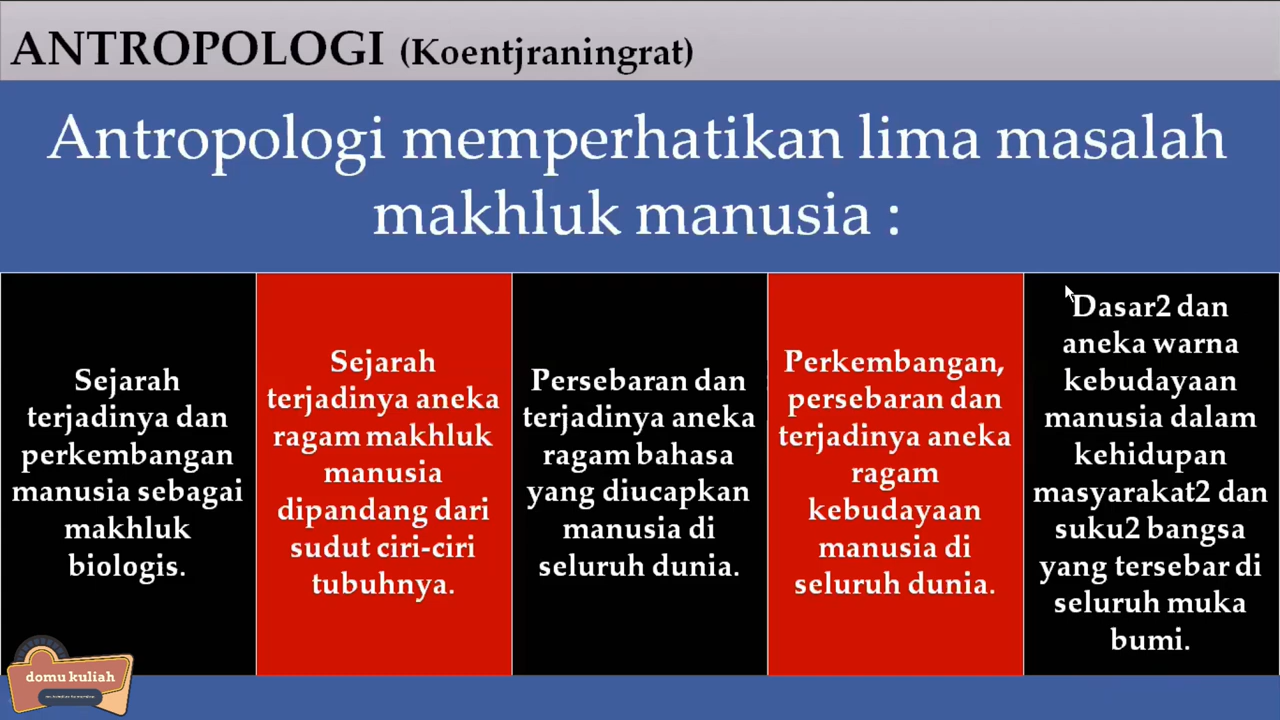 ANTROPOLOGI (Koentjraningrat)
Antropologi memperhatikan lima masalah
makhluk manusia :
Sejarah
terjadinya dan
perkembangan
manusia sebagai
makhluk
biologis.
Sejarah
terjadinya aneka
ragam makhluk
manusia
dipandang dari
sudut ciri-ciri
tubuhnya.
Persebaran dan
terjadinya aneka
ragam bahasa
yang diucapkan
manusia di
seluruh dunia.
Perkembangan,
persebaran dan
terjadinya aneka
ragam
kebudayaan
manusia di
seluruh dunia.
Dasar2 dan
aneka warna
kebudayaan
manusia dalam
kehidupan
masyarakat2 dan
suku2 bangsa
yang tersebar di
seluruh muka
bumi.
domu kuliah